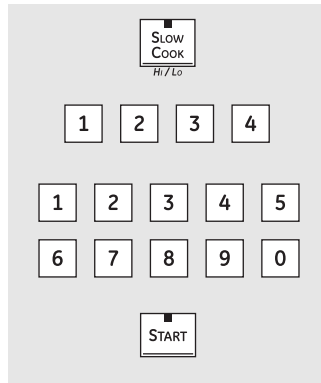 SLOW
COOK
HI / LO
1 2 3 4
1 2 3 4 5
6 7 8 9 0
START